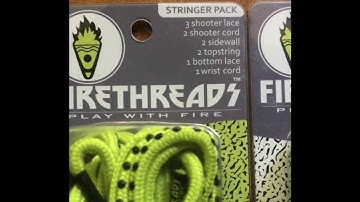 STRINGER PACK
3 shooter lace
2 shooter cord
2 sidewall
2 topstring
1 bottom lace
1 wrist cord
IRETHREADS™
PLAY WITH FIRE
FI
P